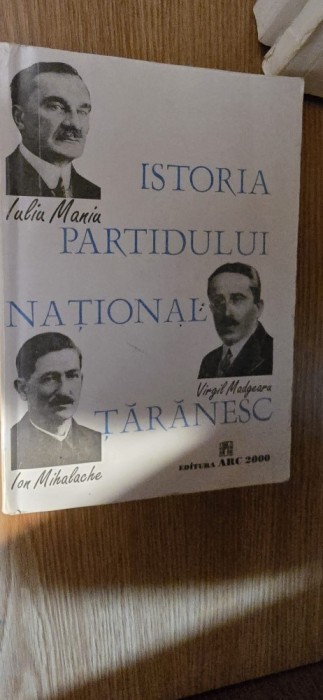 Iuliu Maniu
ISTORIA
PARTIDULUI
NAȚIONAL
Virgil Madgearu
ȚĂRĂNESC
Ion Mihalache
EDITURA ARC 2000